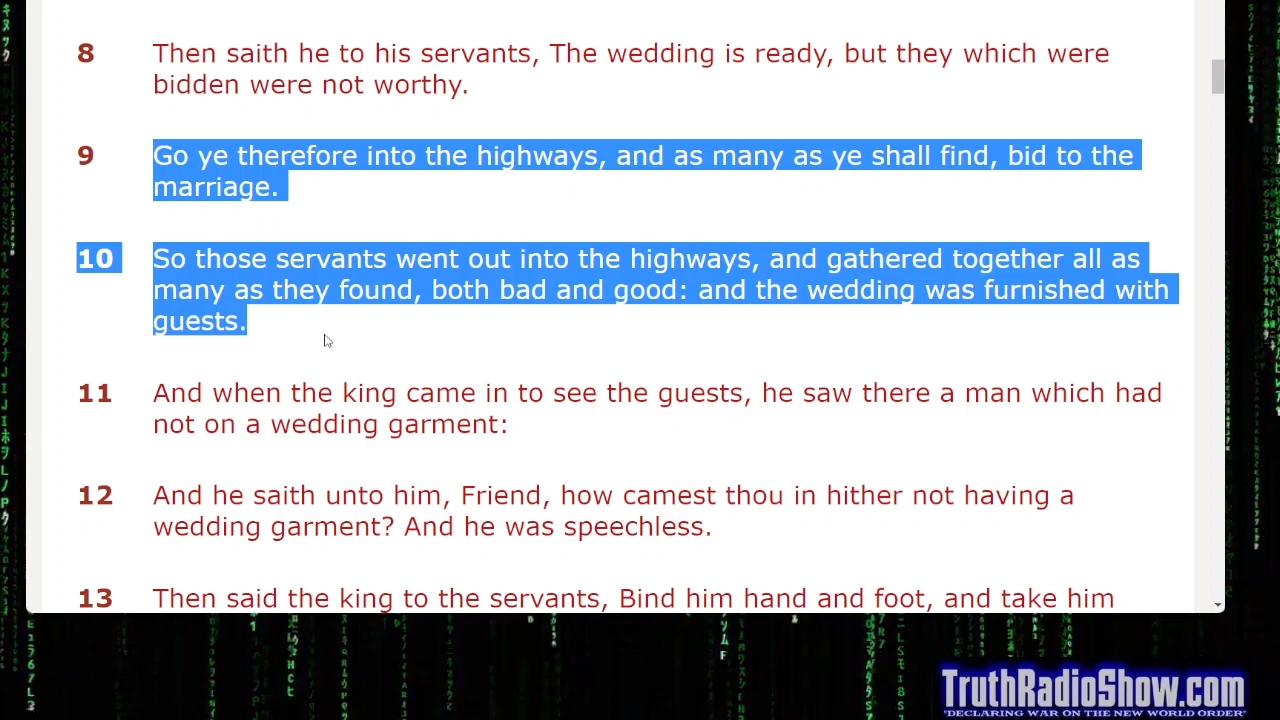 8 Then saith he to his servants, The wedding is ready, but they which were
bidden were not worthy.
9 Go ye therefore into the highways, and as many as ye shall find, bid to the
marriage.
10 So those servants went out into the highways, and gathered together all as
many as they found, both bad and good: and the wedding was furnished with
guests.
11 And when the king came in to see the guests, he saw there a man which had
not on a wedding garment:
12 And he saith unto him, Friend, how camest thou in hither not having a
wedding garment? And he was speechless.
13 Then said the king to the servants, Bind him hand and foot, and take him
TruthRadioShow.com
"DECLARING WAR ON THE NEW WORLD ORDER"